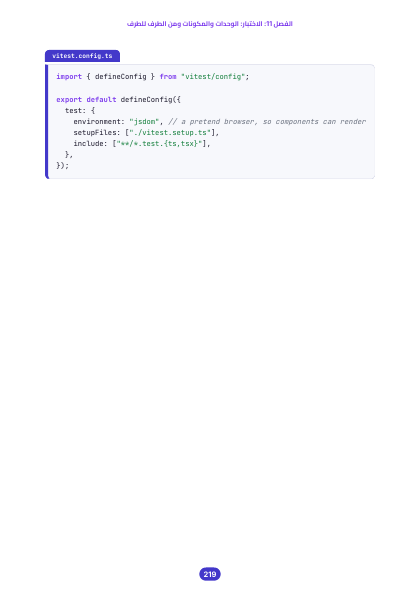 الفصل 11: الاختبار: الوحدات والمكونات ومن الطرف للطرف
vitest.config.ts
import { defineConfig } from "vitest/config";
export default defineConfig({
  test: {
    environment: "jsdom", // a pretend browser, so components can render
    setupFiles: ["./vitest.setup.ts"],
    include: ["**/*.test.{ts,tsx}"],
  },
});
219